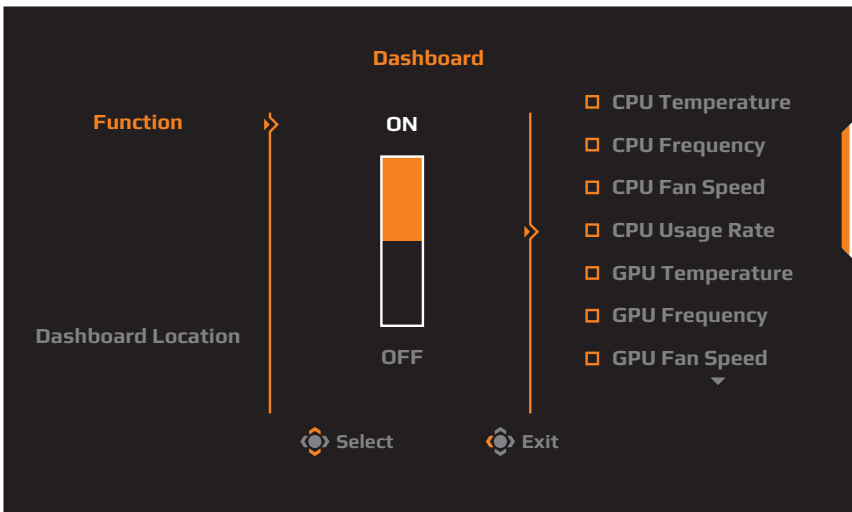 Dashboard
Function
ON
OFF
Dashboard Location
CPU Temperature
CPU Frequency
CPU Fan Speed
CPU Usage Rate
GPU Temperature
GPU Frequency
GPU Fan Speed
Select
Exit